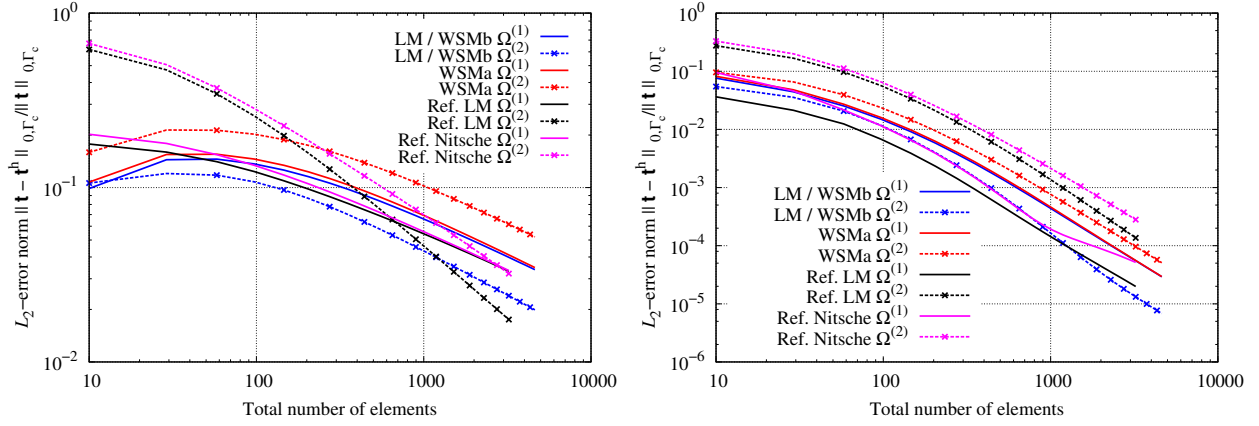 10⁰
10⁻¹
10⁻²
10
100
1000
10000
Total number of elements
L₂−error norm || t − tʰ || ₀,Γc/|| t || ₀,Γc
LM / WSMb Ω⁽¹⁾
LM / WSMb Ω⁽²⁾
WSMa Ω⁽¹⁾
WSMa Ω⁽²⁾
Ref. LM Ω⁽¹⁾
Ref. LM Ω⁽²⁾
Ref. Nitsche Ω⁽¹⁾
Ref. Nitsche Ω⁽²⁾
10⁰
10⁻¹
10⁻²
10⁻³
10⁻⁴
10⁻⁵
10⁻⁶
10
100
1000
10000
Total number of elements
L₂−error norm || t − tʰ || ₀,Γc/|| t || ₀,Γc
LM / WSMb Ω⁽¹⁾
LM / WSMb Ω⁽²⁾
WSMa Ω⁽¹⁾
WSMa Ω⁽²⁾
Ref. LM Ω⁽¹⁾
Ref. LM Ω⁽²⁾
Ref. Nitsche Ω⁽¹⁾
Ref. Nitsche Ω⁽²⁾